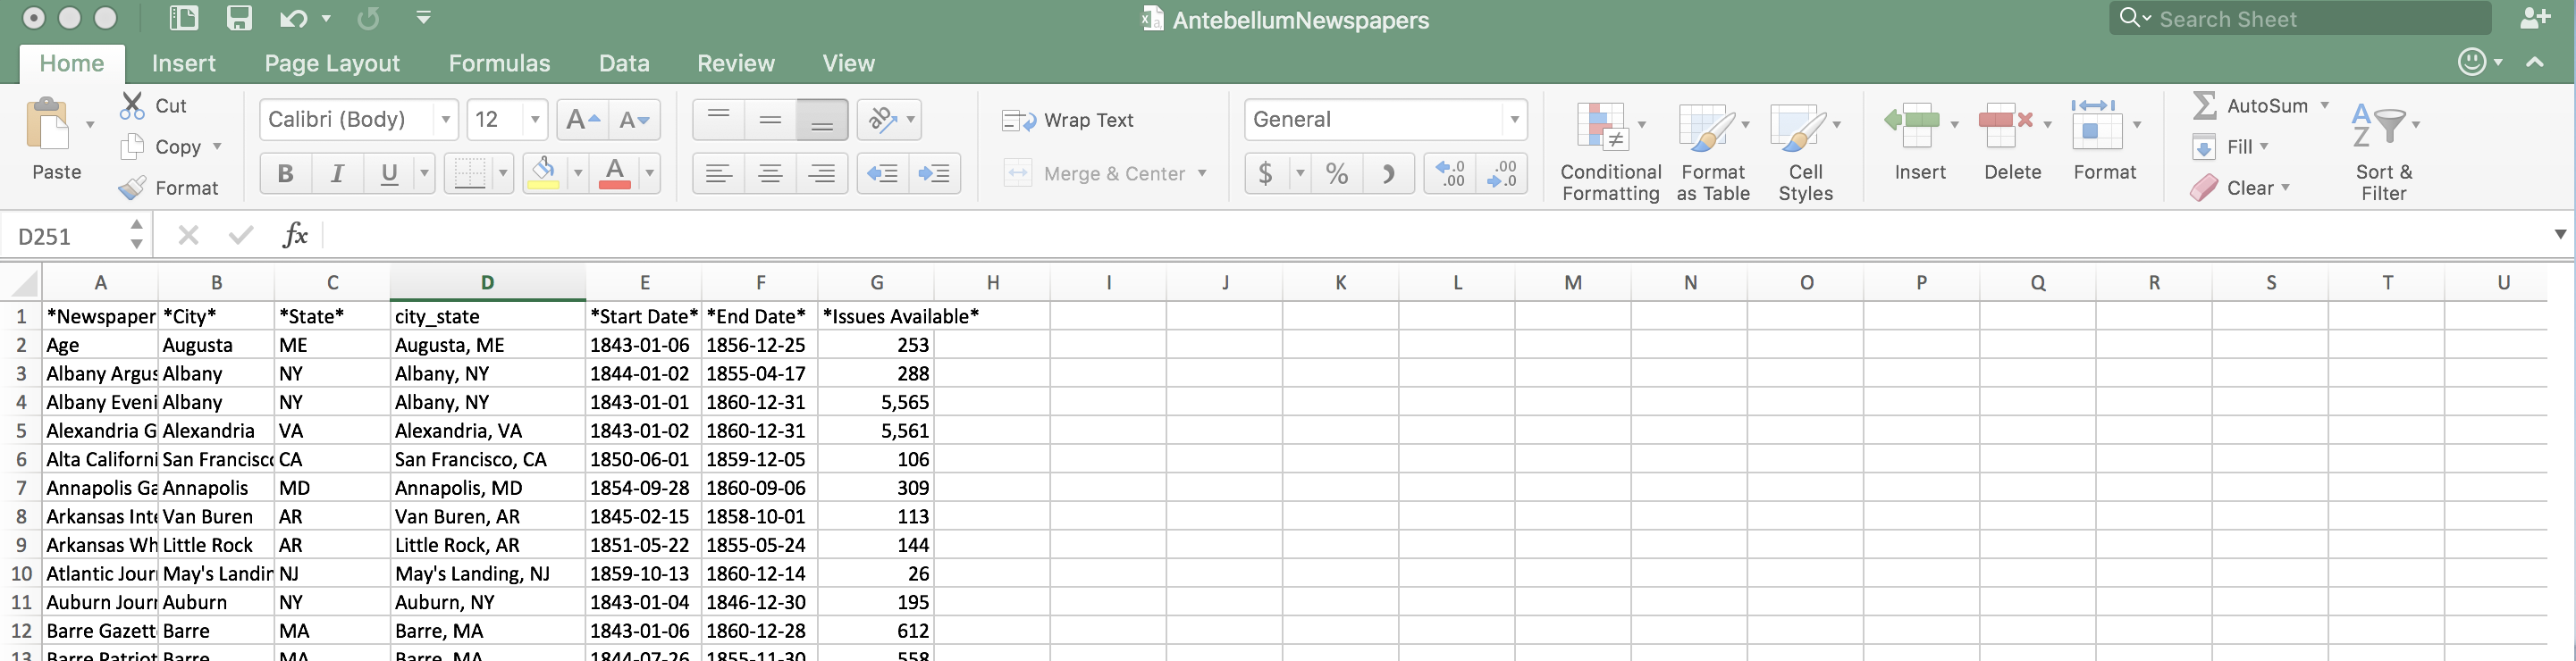 AntebellumNewspapers
Search Sheet
Home Insert Page Layout Formulas Data Review View
Paste
Cut
Copy
Format
Calibri (Body) 12
A A
B I U A
Wrap Text
Merge & Center
General
$ % , .0 .00 .00 .0
Conditional Formatting
Format as Table
Cell Styles
Insert
Delete
Format
AutoSum
Fill
Clear
A Z
Sort & Filter
D251 fx
A B C D E F G H I J K L M N O P Q R S T U
1 *Newspaper *City* *State* city_state *Start Date* *End Date* *Issues Available*
2 Age Augusta ME Augusta, ME 1843-01-06 1856-12-25 253
3 Albany Argus Albany NY Albany, NY 1844-01-02 1855-04-17 288
4 Albany Eveni Albany NY Albany, NY 1843-01-01 1860-12-31 5,565
5 Alexandria G Alexandria VA Alexandria, VA 1843-01-02 1860-12-31 5,561
6 Alta Californi San Francisco CA San Francisco, CA 1850-06-01 1859-12-05 106
7 Annapolis Ga Annapolis MD Annapolis, MD 1854-09-28 1860-09-06 309
8 Arkansas Inte Van Buren AR Van Buren, AR 1845-02-15 1858-10-01 113
9 Arkansas Wh Little Rock AR Little Rock, AR 1851-05-22 1855-05-24 144
10 Atlantic Jour May's Landin NJ May's Landing, NJ 1859-10-13 1860-12-14 26
11 Auburn Jour Auburn NY Auburn, NY 1843-01-04 1846-12-30 195
12 Barre Gazett Barre MA Barre, MA 1843-01-06 1860-12-28 612
13 Barre Patriot Barre MA Barre, MA 1844-07-26 1855-11-30 558